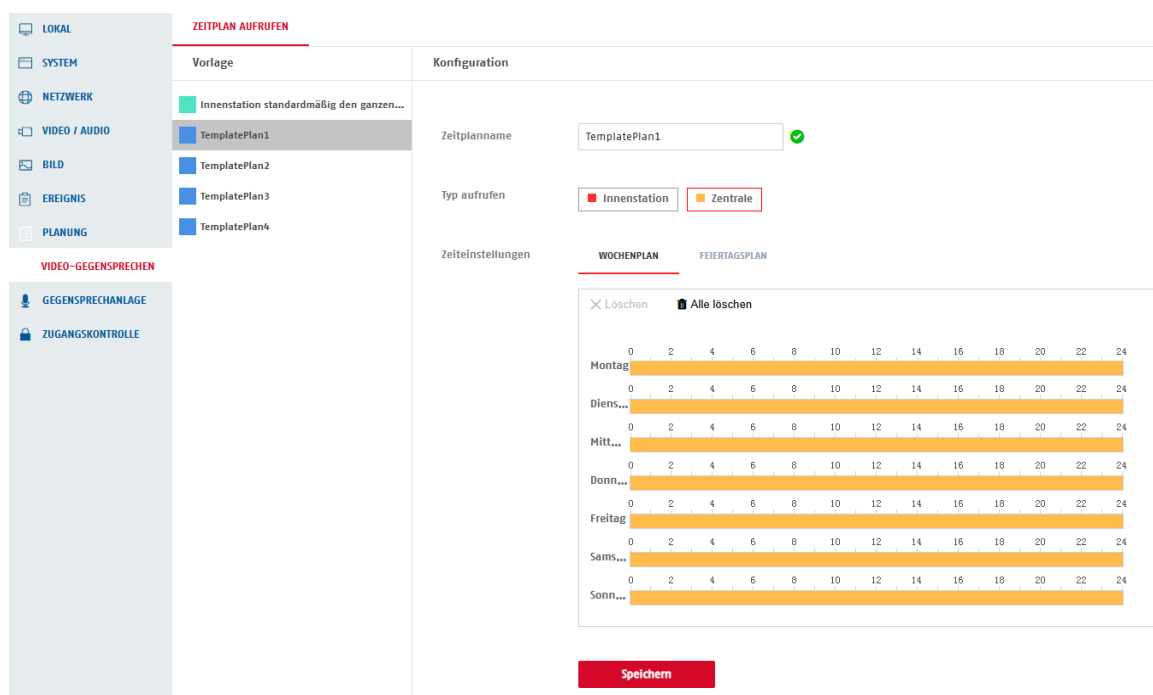 LOKAL
SYSTEM
NETZWERK
VIDEO / AUDIO
BILD
EREIGNIS
PLANUNG
VIDEO-GEGENSPRECHEN
GEGENSPRECHANLAGE
ZUGANGSKONTROLLE
ZEITPLAN AUFRUFEN
Vorlage
Innenstation standardmäßig den ganzen...
TemplatePlan1
TemplatePlan2
TemplatePlan3
TemplatePlan4
Konfiguration
Zeitplanname TemplatePlan1
Typ aufrufen Innenstation Zentrale
Zeiteinstellungen WOCHENPLAN FEIERTAGSPLAN
Löschen Alle löschen
0 2 4 6 8 10 12 14 16 18 20 22 24
Montag
0 2 4 6 8 10 12 14 16 18 20 22 24
Diens...
0 2 4 6 8 10 12 14 16 18 20 22 24
Mitt...
0 2 4 6 8 10 12 14 16 18 20 22 24
Donn...
0 2 4 6 8 10 12 14 16 18 20 22 24
Freitag
0 2 4 6 8 10 12 14 16 18 20 22 24
Sams...
0 2 4 6 8 10 12 14 16 18 20 22 24
Sonn...
Speichern